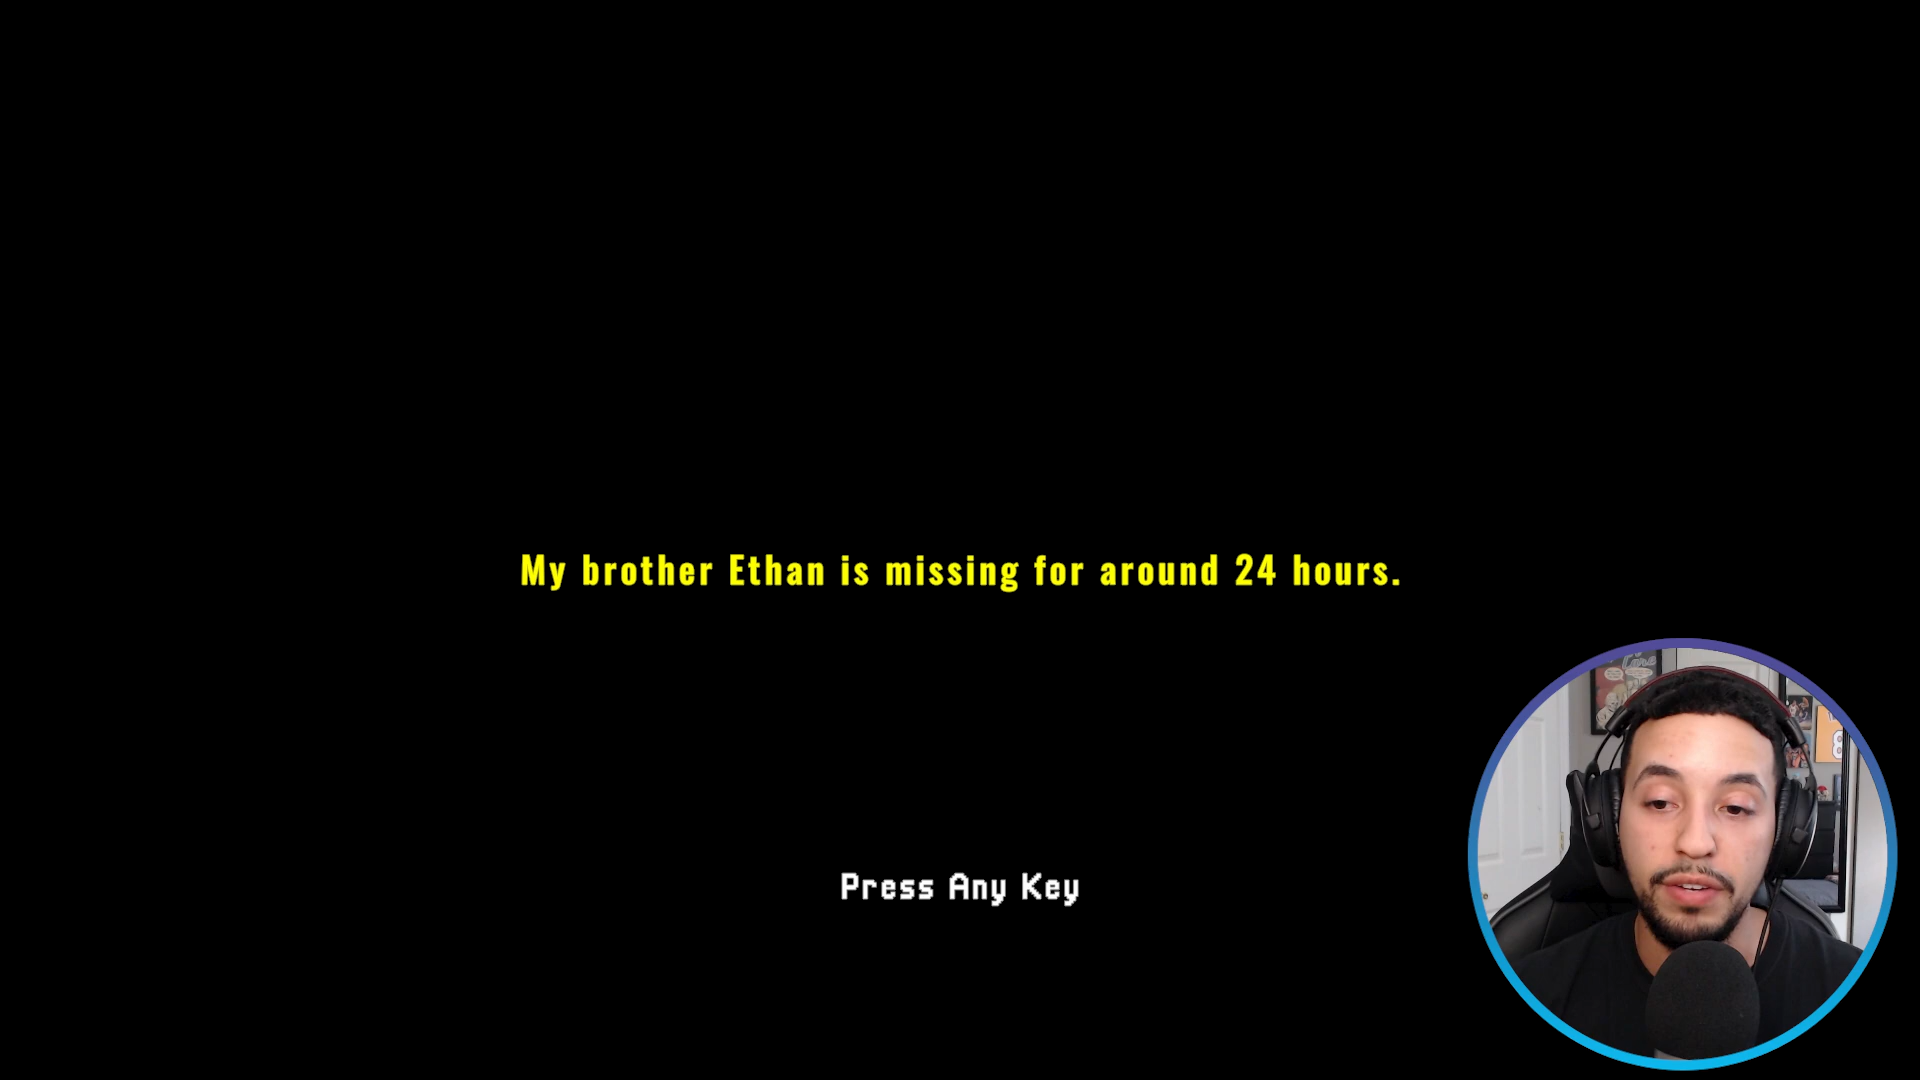 My brother Ethan is missing for around 24 hours.
Press Any Key